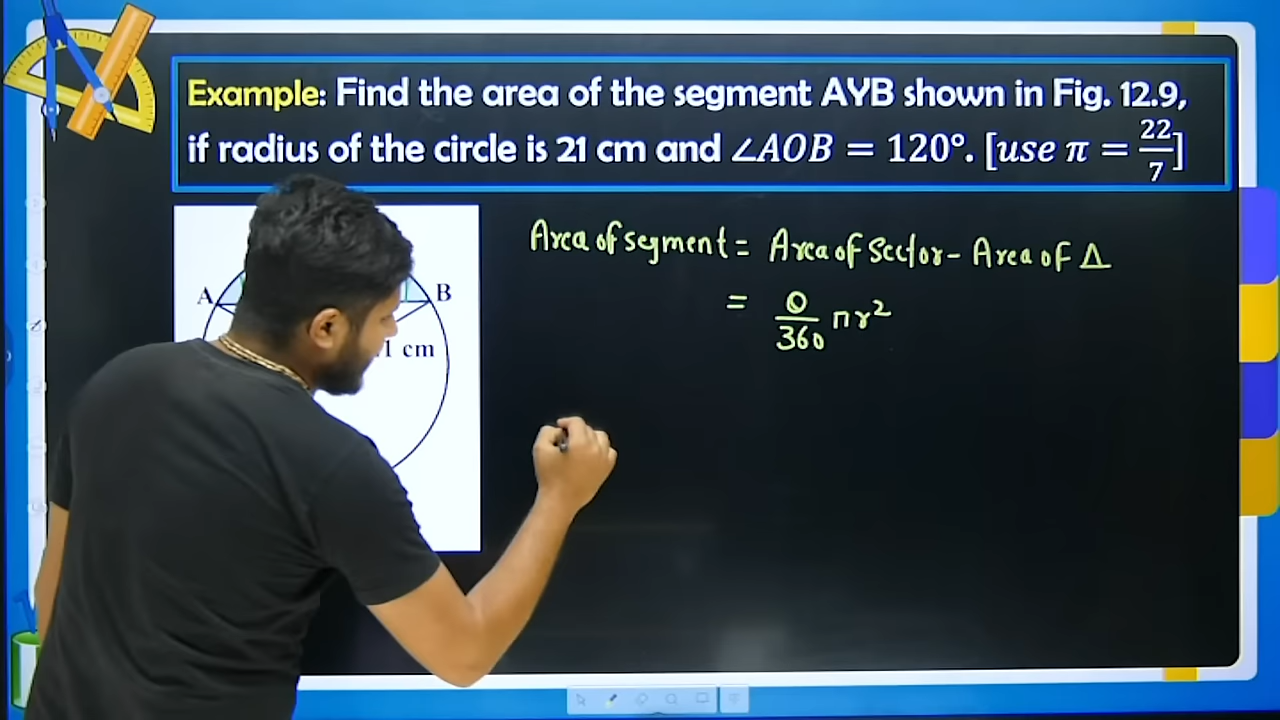 Example: Find the area of the segment AYB shown in Fig. 12.9,
if radius of the circle is 21 cm and ∠AOB = 120°. [use π = 22/7]
Area of segment = Area of Sector - Area of Δ
= θ/360 πr²
A
B
1 cm